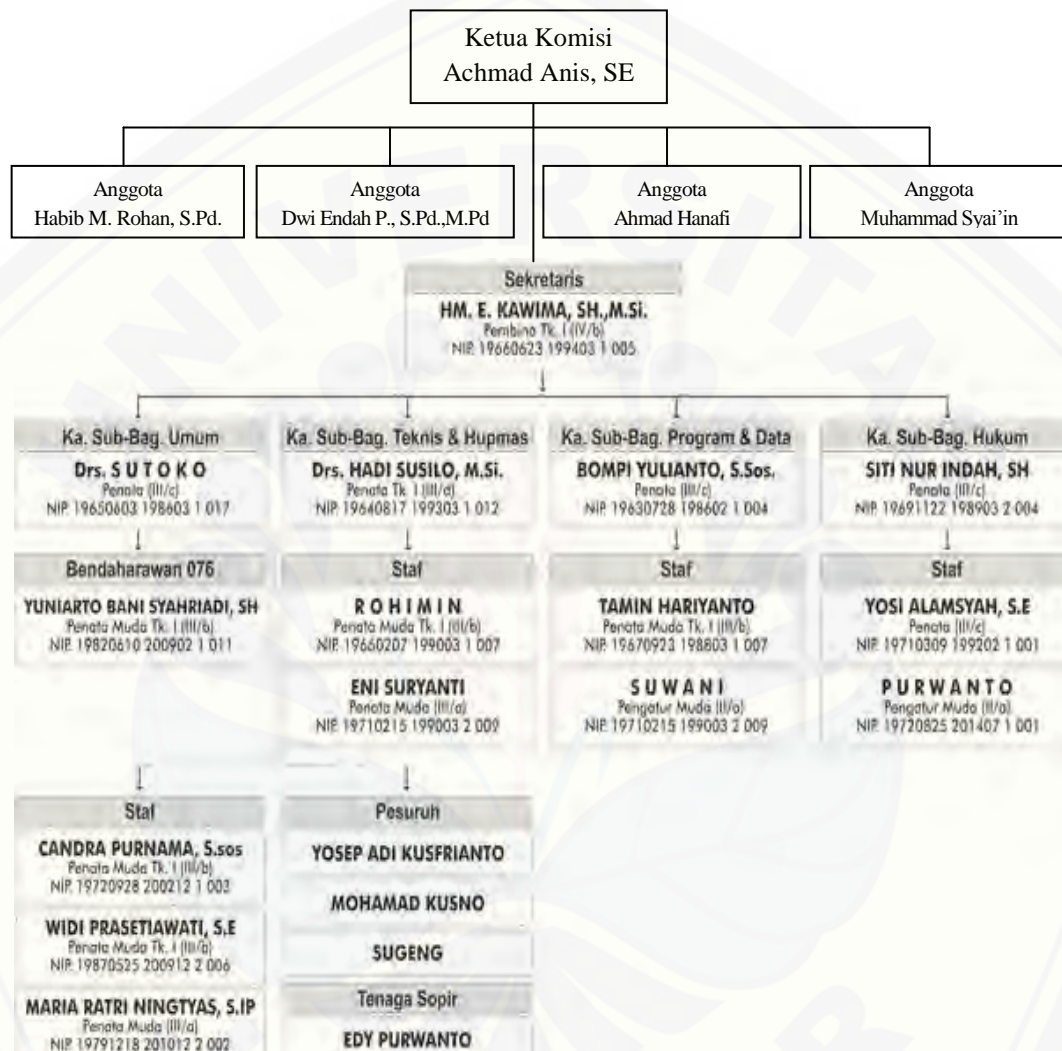 Ketua Komisi
Achmad Anis, SE
Anggota
Habib M. Rohan, S.Pd.
Anggota
Dwi Endah P., S.Pd.,M.Pd
Anggota
Ahmad Hanafi
Anggota
Muhammad Syai’in
NIVERSITA
Sekretaris
HM. E. KAWIMA, SH.,M.Si.
Pembina Tk. I (IV/b)
NIP. 19660623 199403 1 005
Ka. Sub-Bag. Umum
Drs. S U T O K O
Penata (III/c)
NIP. 19650603 198603 1 017
Ka. Sub-Bag. Teknis & Hupmas
Drs. HADI SUSILO, M.Si.
Penata Tk. I (III/d)
NIP. 19640817 199303 1 012
Ka. Sub-Bag. Program & Data
BOMPI YULIANTO, S.Sos.
Penata (III/c)
NIP. 19630728 198602 1 004
Ka. Sub-Bag. Hukum
SITI NUR INDAH, SH
Penata (III/c)
NIP. 19691122 198903 2 004
Bendaharawan 076
YUNIARTO BANI SYAHRIADI, SH
Penata Muda Tk. I (III/b)
NIP. 19820610 200902 1 011
Staf
R O H I M I N
Penata Muda Tk. I (III/b)
NIP. 19660207 199003 1 007
ENI SURYANTI
Penata Muda (III/a)
NIP. 19710215 199003 2 009
Staf
TAMIN HARIYANTO
Penata Muda Tk. I (III/b)
NIP. 19670923 198803 1 007
S U W A N I
Pengatur Muda (II/a)
NIP. 19710215 199003 2 009
Staf
YOSI ALAMSYAH, S.E
Penata (III/c)
NIP. 19710309 199202 1 001
P U R W A N T O
Pengatur Muda (II/a)
NIP. 19720825 201407 1 001
Staf
CANDRA PURNAMA, S.sos
Penata Muda Tk. I (III/b)
NIP. 19720928 200212 1 003
WIDI PRASETIAWATI, S.E
Penata Muda Tk. I (III/b)
NIP. 19870525 200912 2 006
MARIA RATRI NINGTYAS, S.IP
Penata Muda (III/a)
NIP. 19791218 201012 2 002
Pesuruh
YOSEP ADI KUSFRIANTO
MOHAMAD KUSNO
SUGENG
Tenaga Sopir
EDY PURWANTO